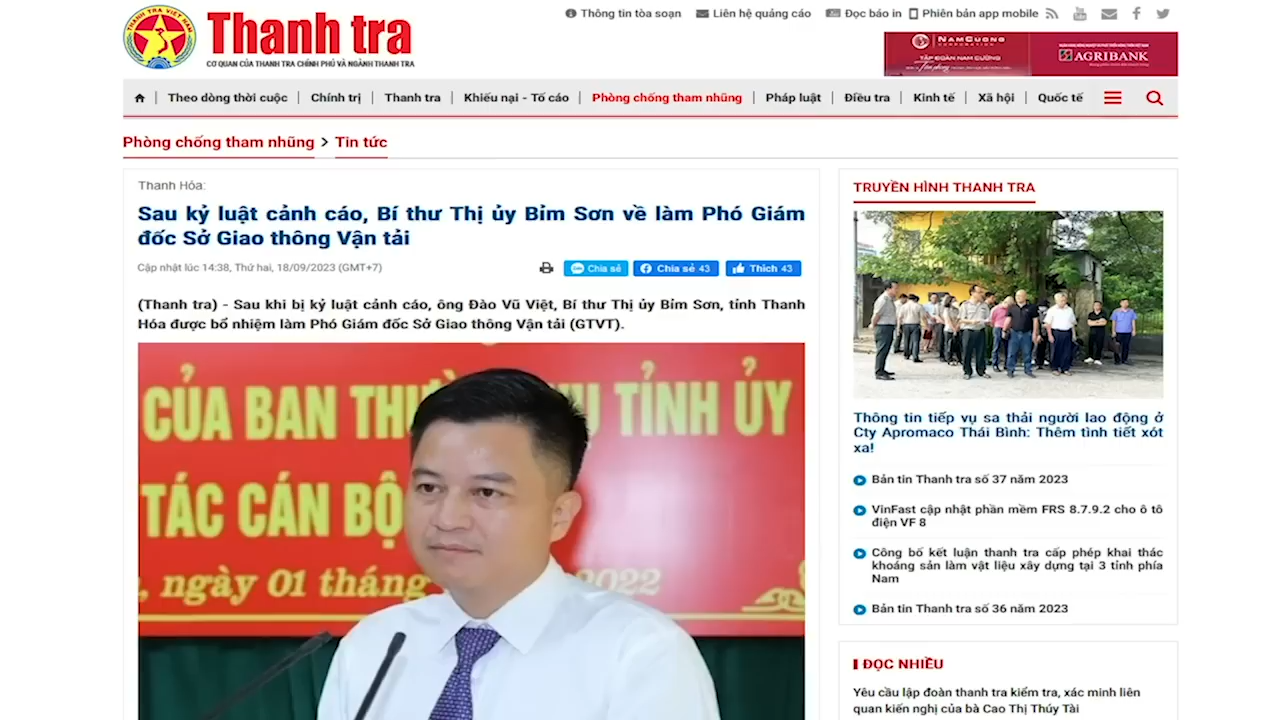 THANH TRA VIỆT NAM
Thanh tra
CƠ QUAN CỦA THANH TRA CHÍNH PHỦ VÀ NGÀNH THANH TRA
Thông tin tòa soạn
Liên hệ quảng cáo
Đọc báo in
Phiên bản app mobile
NAMCUONG
CORPORATION
TẬP ĐOÀN NAM CƯỜNG
AGRIBANK
Theo dòng thời cuộc
Chính trị
Thanh tra
Khiếu nại - Tố cáo
Phòng chống tham nhũng
Pháp luật
Điều tra
Kinh tế
Xã hội
Quốc tế
Phòng chống tham nhũng > Tin tức
Thanh Hóa:
Sau kỷ luật cảnh cáo, Bí thư Thị ủy Bỉm Sơn về làm Phó Giám
đốc Sở Giao thông Vận tải
Cập nhật lúc 14:38, Thứ hai, 18/09/2023 (GMT+7)
Chia sẻ
Chia sẻ 43
Thích 43
(Thanh tra) - Sau khi bị kỷ luật cảnh cáo, ông Đào Vũ Việt, Bí thư Thị ủy Bỉm Sơn, tỉnh Thanh
Hóa được bổ nhiệm làm Phó Giám đốc Sở Giao thông Vận tải (GTVT).
CỦA BAN THƯỜ TỈNH ỦY
TÁC CÁN BỘ
, ngày 01 tháng 2022
TRUYỀN HÌNH THANH TRA
Thông tin tiếp vụ sa thải người lao động ở
Cty Apromaco Thái Bình: Thêm tình tiết xót
xa!
Bản tin Thanh tra số 37 năm 2023
VinFast cập nhật phần mềm FRS 8.7.9.2 cho ô tô
điện VF 8
Công bố kết luận thanh tra cấp phép khai thác
khoáng sản làm vật liệu xây dựng tại 3 tỉnh phía
Nam
Bản tin Thanh tra số 36 năm 2023
ĐỌC NHIỀU
Yêu cầu lập đoàn thanh tra kiểm tra, xác minh liên
quan kiến nghị của bà Cao Thị Thúy Tài